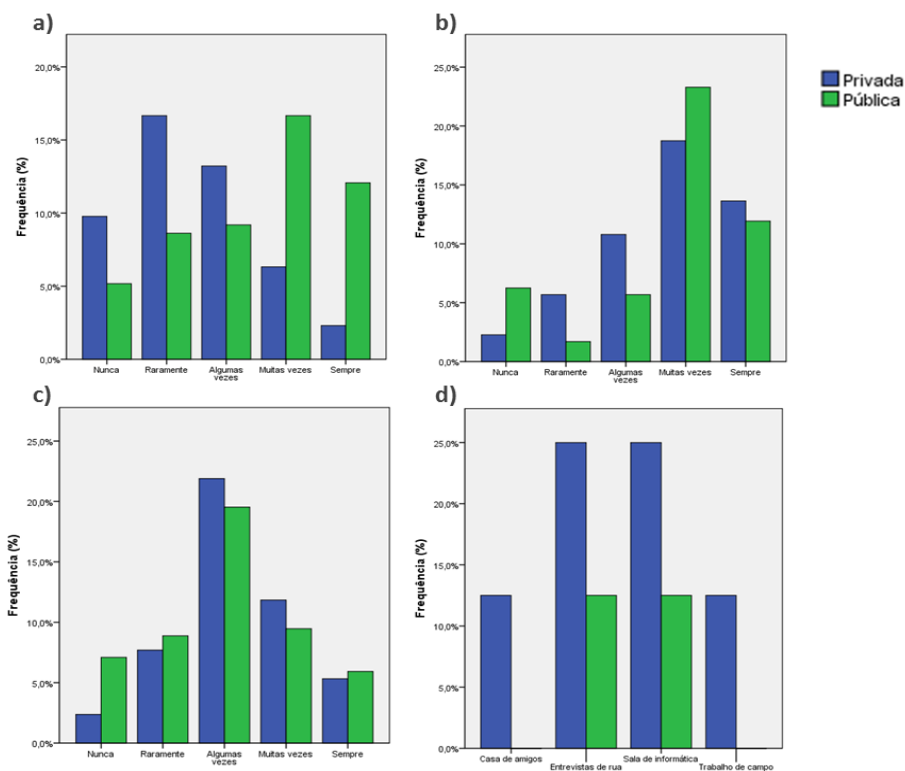 a)
Frequência (%)
20,0%
15,0%
10,0%
5,0%
0,0%
Nunca
Raramente
Algumas
vezes
Muitas vezes
Sempre
b)
Frequência (%)
25,0%
20,0%
15,0%
10,0%
5,0%
0,0%
Nunca
Raramente
Algumas
vezes
Muitas vezes
Sempre
Privada
Pública
c)
Frequência (%)
25,0%
20,0%
15,0%
10,0%
5,0%
0,0%
Nunca
Raramente
Algumas
vezes
Muitas vezes
Sempre
d)
Frequência (%)
25,0%
20,0%
15,0%
10,0%
5,0%
0,0%
Casa de amigos
Entrevistas de rua
Sala de informática
Trabalho de campo